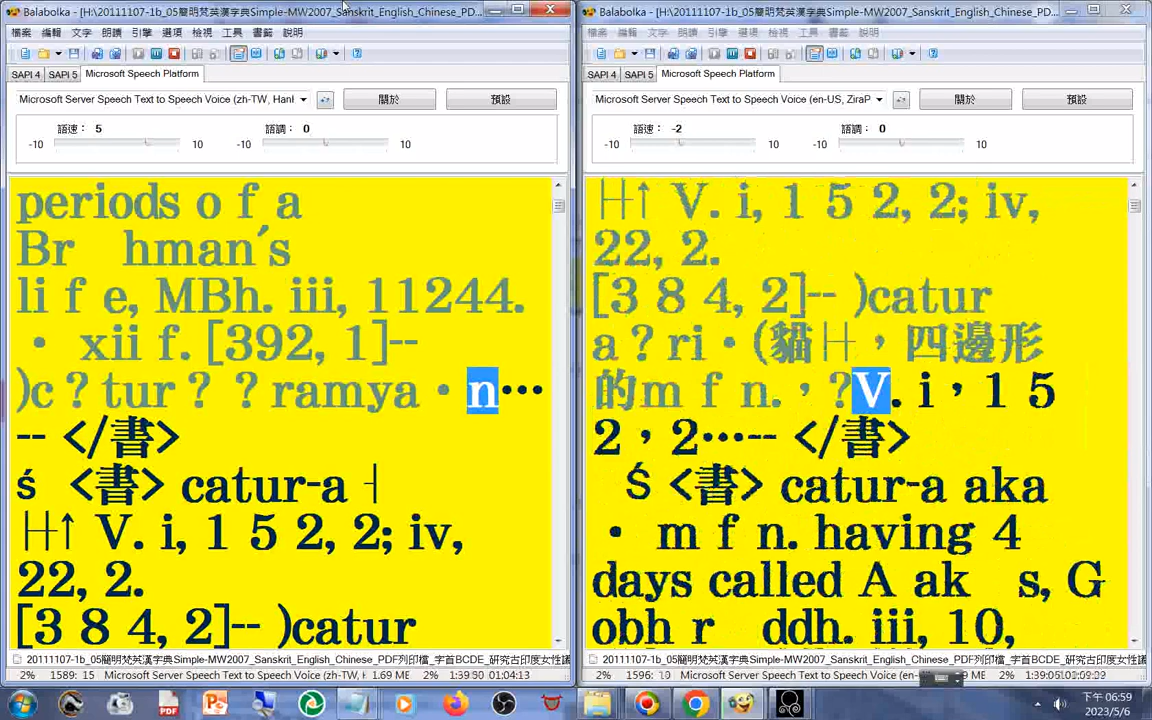 Balabolka - [H:\20111107-1b_05簡明梵英漢字典Simple-MW2007_Sanskrit_English_Chinese_PD...
檔案 編輯 文字 朗讀 引擎 選項 檢視 工具 書籤 說明
SAPI 4 SAPI 5 Microsoft Speech Platform
Microsoft Server Speech Text to Speech Voice (zh-TW, HanI 關於 預設
語速： 5 語調： 0
-10 10 -10 10
periods o f a
Br hman´s
li f e, MBh. iii, 11244.
• xii f. [392, 1]--
)c ? tur ? ? ramya • n…
-- </書>
ś <書> catur-a ┤
├┤↑ V. i, 1 5 2, 2; iv,
22, 2.
[3 8 4, 2]-- )catur
20111107-1b_05簡明梵英漢字典Simple-MW2007_Sanskrit_English_Chinese_PDF列印檔_字首BCDE_研究古印度女性議
2% 1589: 15 Microsoft Server Speech Text to Speech Voice (zh-TW, H 1.69 ME 2% 1:39:50 01:04:13
Balabolka - [H:\20111107-1b_05簡明梵英漢字典Simple-MW2007_Sanskrit_English_Chinese_PD...
檔案 編輯 文字 朗讀 引擎 選項 檢視 工具 書籤 說明
SAPI 4 SAPI 5 Microsoft Speech Platform
Microsoft Server Speech Text to Speech Voice (en-US, ZiraP 關於 預設
語速： -2 語調： 0
-10 10 -10 10
├┤↑ V. i, 1 5 2, 2; iv,
22, 2.
[3 8 4, 2]-- )catur
a ? ri • (貓├┤，四邊形
的m f n.，?V. i，1 5
2，2…-- </書>
Ś <書> catur-a aka
• m f n. having 4
days called A ak s, G
obh r ddh. iii, 10,
20111107-1b_05簡明梵英漢字典Simple-MW2007_Sanskrit_English_Chinese_PDF列印檔_字首BCDE_研究古印度女性議
2% 1596: Microsoft Server Speech Text to Speech Voice (en-US 2%
PDF
下午 06:59
2023/5/6